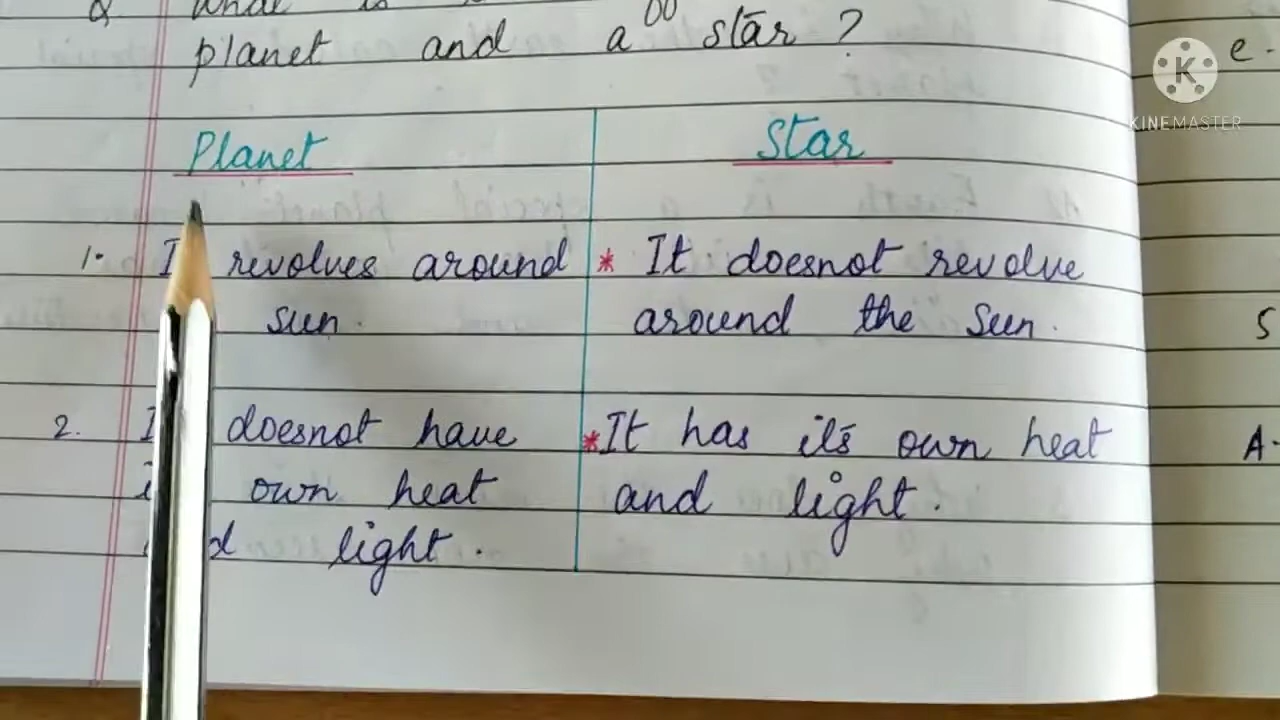 planet and a star ?
Planet
Star
1. I revolves around
sun.
* It doesnot revolve
around the sun.
2. doesnot have
own heat
light.
* It has it's own heat
and light.
e.
S
A.
K
KINEMASTER